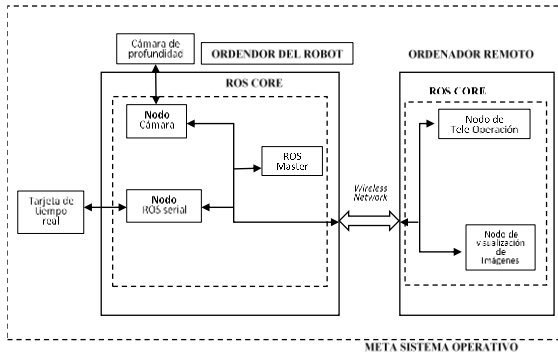 Cámara de
profundidad
ORDENDOR DEL ROBOT
ORDENADOR REMOTO
ROS CORE
ROS CORE
Nodo
Cámara
Nodo de
Tele Operación
ROS
Master
Wireless
Network
Tarjeta de
tiempo
real
Nodo
ROS serial
Nodo de
visualización
de
Imágenes
META SISTEMA OPERATIVO